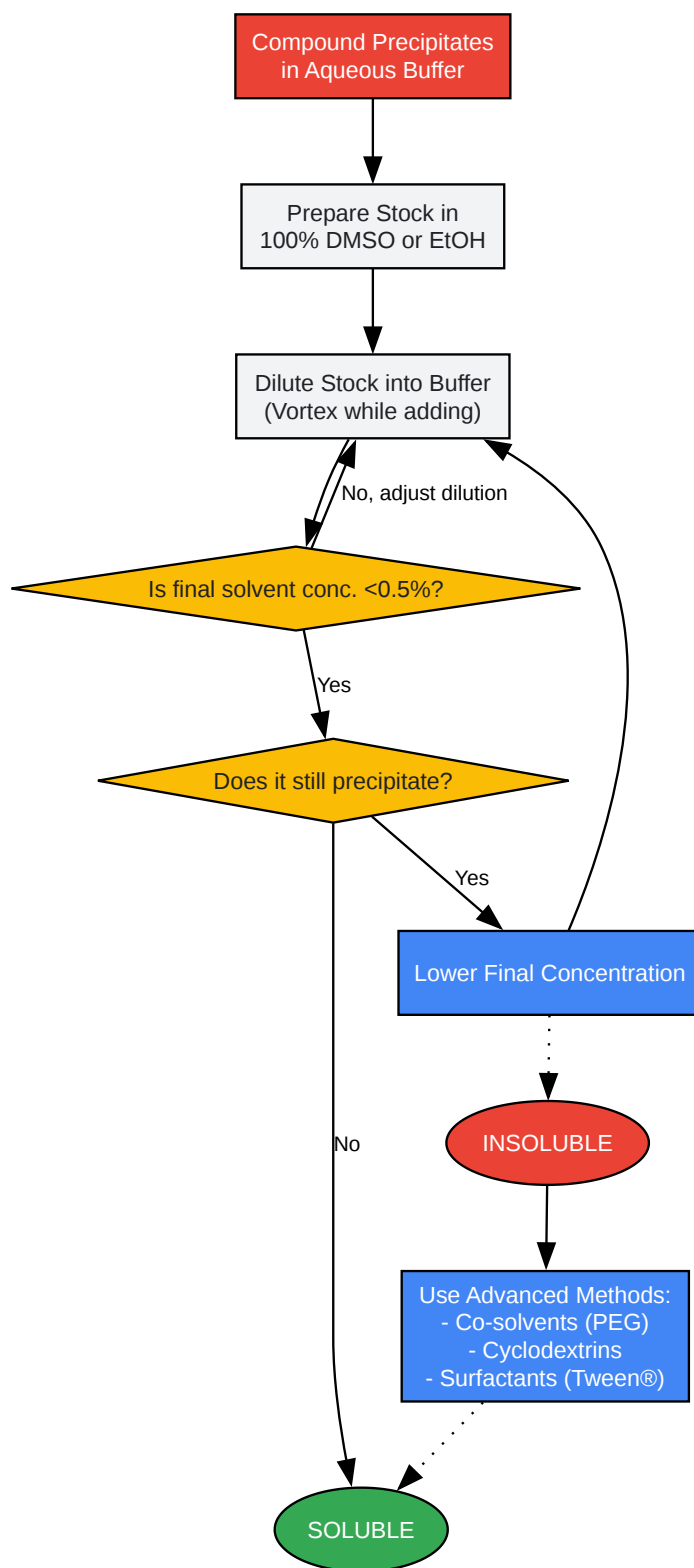 Compound Precipitates
in Aqueous Buffer
Prepare Stock in
100% DMSO or EtOH
Dilute Stock into Buffer
(Vortex while adding)
No, adjust dilution
Is final solvent conc. <0.5%?
Yes
Does it still precipitate?
Yes
Lower Final Concentration
No
INSOLUBLE
Use Advanced Methods:
- Co-solvents (PEG)
- Cyclodextrins
- Surfactants (Tween®)
SOLUBLE